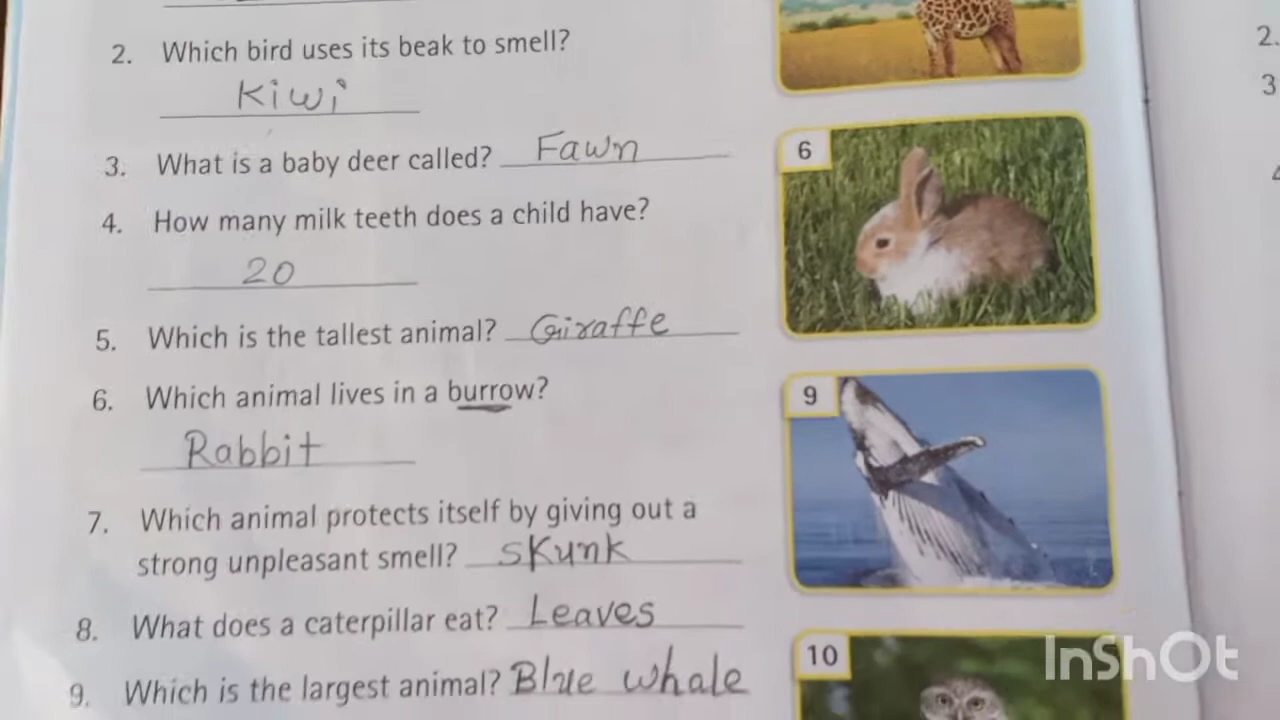 2. Which bird uses its beak to smell?
Kiwi
3. What is a baby deer called? Fawn
4. How many milk teeth does a child have?
20
5. Which is the tallest animal? Giraffe
6. Which animal lives in a burrow?
Rabbit
7. Which animal protects itself by giving out a
strong unpleasant smell? Skunk
8. What does a caterpillar eat? Leaves
9. Which is the largest animal? Blue whale
6
9
10
2.
3
InShOt